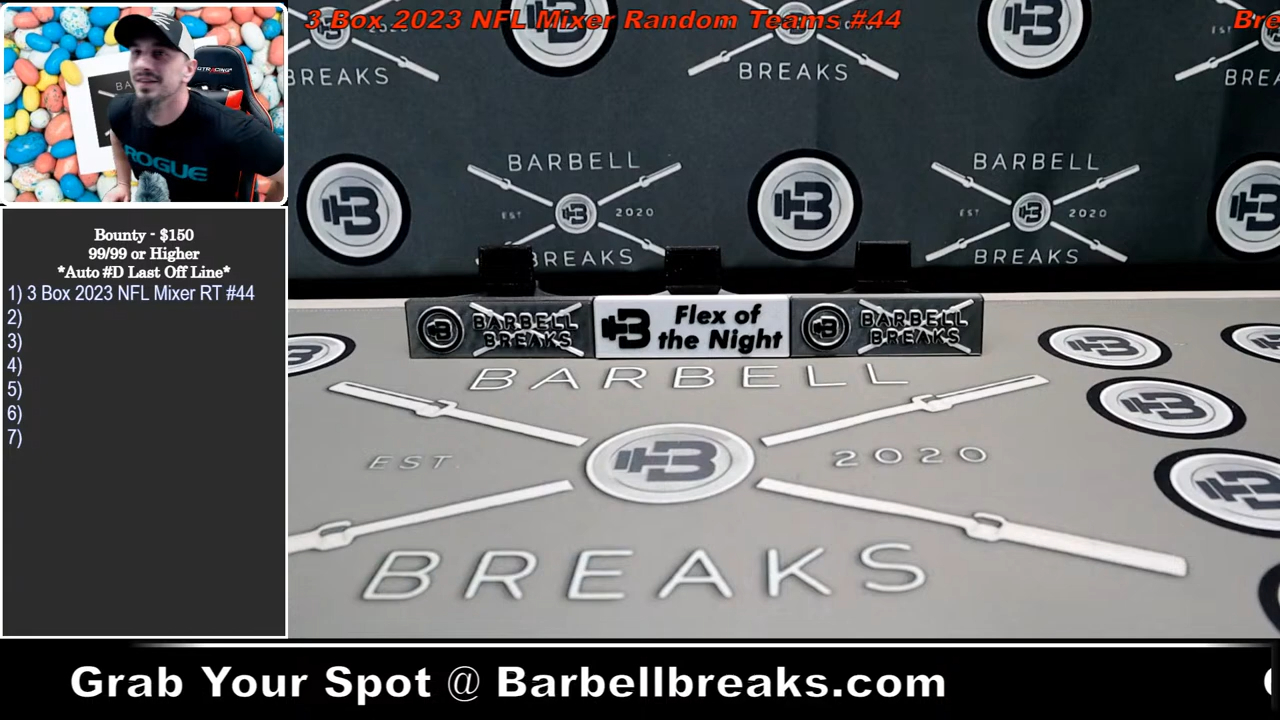 3 Box 2023 NFL Mixer Random Teams #44
Bre
BREAKS
BREAKS
BREA
ROGUE
BARBELL
EST 2020
BREAKS
BARBELL
EST 2020
BREAKS
Bounty - $150
99/99 or Higher
*Auto #D Last Off Line*
1) 3 Box 2023 NFL Mixer RT #44
2)
3)
4)
5)
6)
7)
BARBELL
BREAKS
Flex of
the Night
BARBELL
BREAKS
BARBELL
EST. 2020
BREAKS
Grab Your Spot @ Barbellbreaks.com